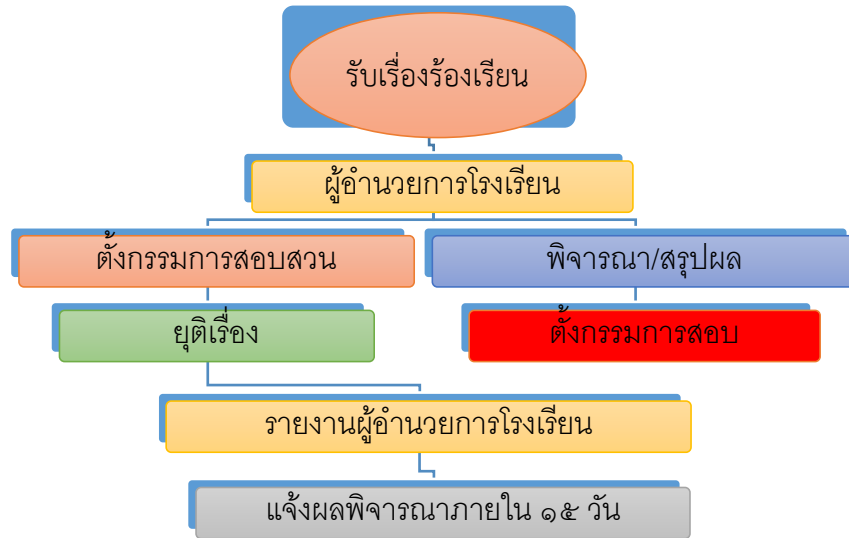 รับเรื่องร้องเรียน
ผู้อำนวยการโรงเรียน
ตั้งกรรมการสอบสวน
พิจารณา/สรุปผล
ยุติเรื่อง
ตั้งกรรมการสอบ
รายงานผู้อำนวยการโรงเรียน
แจ้งผลพิจารณาภายใน ๑๕ วัน